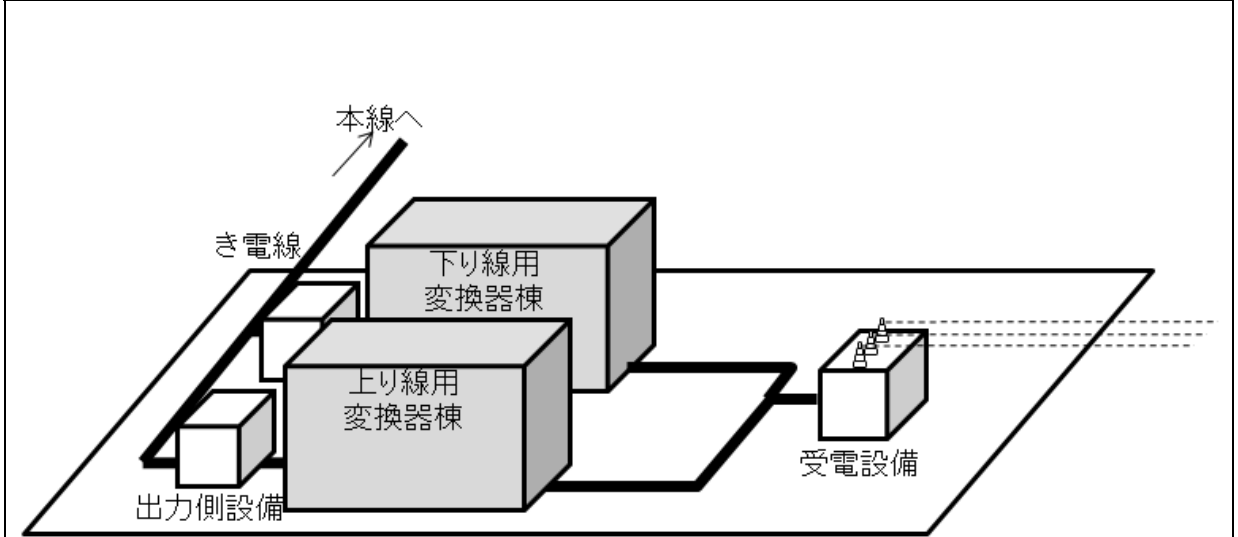 本線へ
き電線
下り線用
変換器棟
上り線用
変換器棟
受電設備
出力側設備